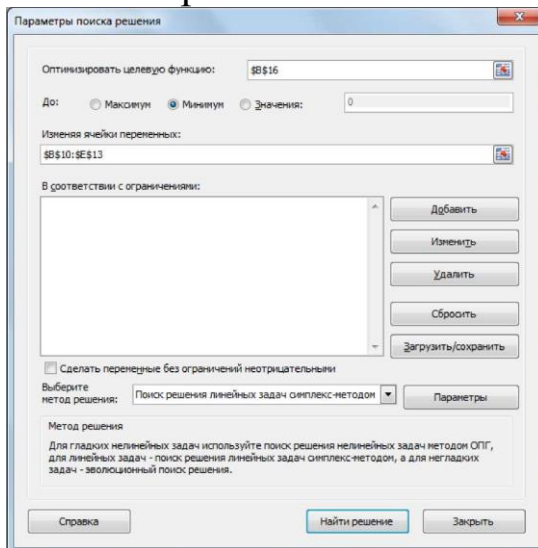 Параметры поиска решения
Оптимизировать целевую функцию:
$B$16
До:
Максимум
Минимум
Значения:
0
Изменяя ячейки переменных:
$B$10:$E$13
В соответствии с ограничениями:
Добавить
Изменить
Удалить
Сбросить
Загрузить/сохранить
Сделать переменные без ограничений неотрицательными
Выберите
метод решения:
Поиск решения линейных задач симплекс-методом
Параметры
Метод решения
Для гладких нелинейных задач используйте поиск решения нелинейных задач методом ОПГ,
для линейных задач - поиск решения линейных задач симплекс-методом, а для негладких
задач - эволюционный поиск решения.
Справка
Найти решение
Закрыть